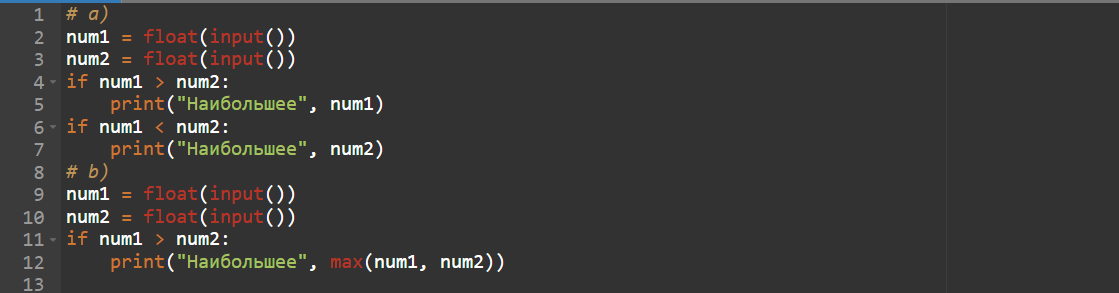 1 # a)
2 num1 = float(input())
3 num2 = float(input())
4 if num1 > num2:
5     print("Наибольшее", num1)
6 if num1 < num2:
7     print("Наибольшее", num2)
8 # b)
9 num1 = float(input())
10 num2 = float(input())
11 if num1 > num2:
12     print("Наибольшее", max(num1, num2))
13